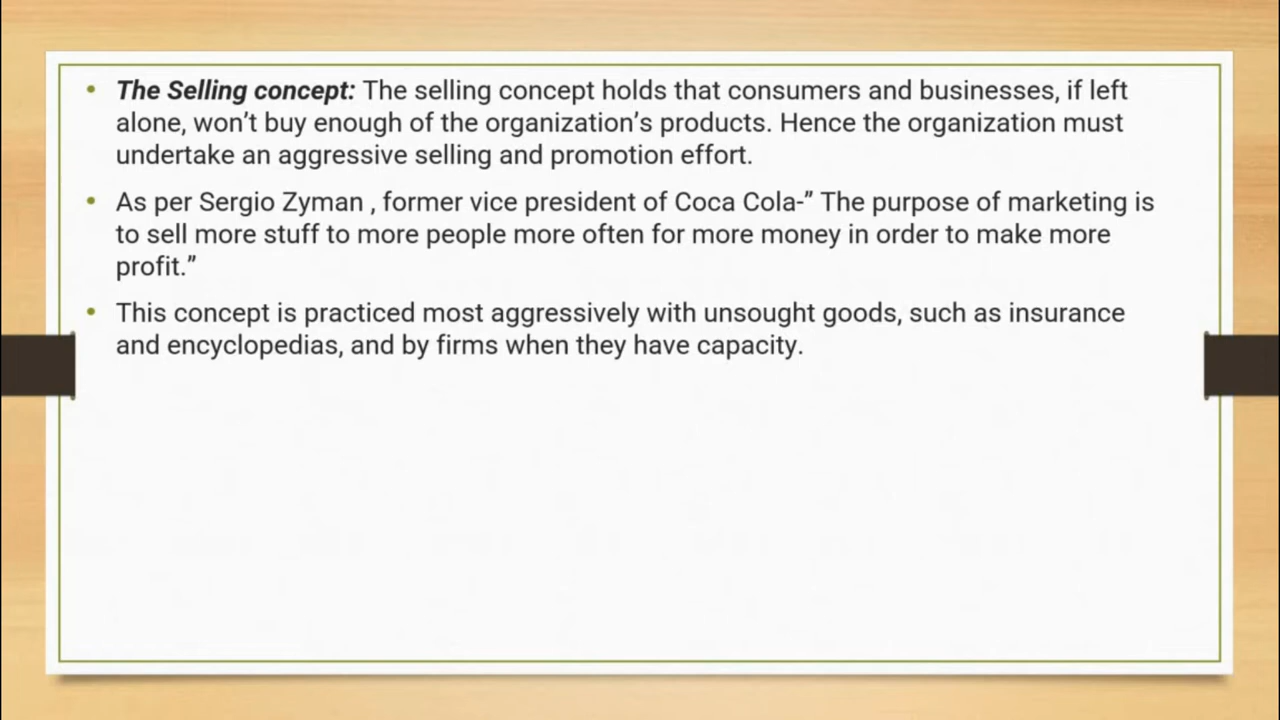 • The Selling concept: The selling concept holds that consumers and businesses, if left
alone, won’t buy enough of the organization’s products. Hence the organization must
undertake an aggressive selling and promotion effort.
• As per Sergio Zyman , former vice president of Coca Cola-” The purpose of marketing is
to sell more stuff to more people more often for more money in order to make more
profit.”
• This concept is practiced most aggressively with unsought goods, such as insurance
and encyclopedias, and by firms when they have capacity.